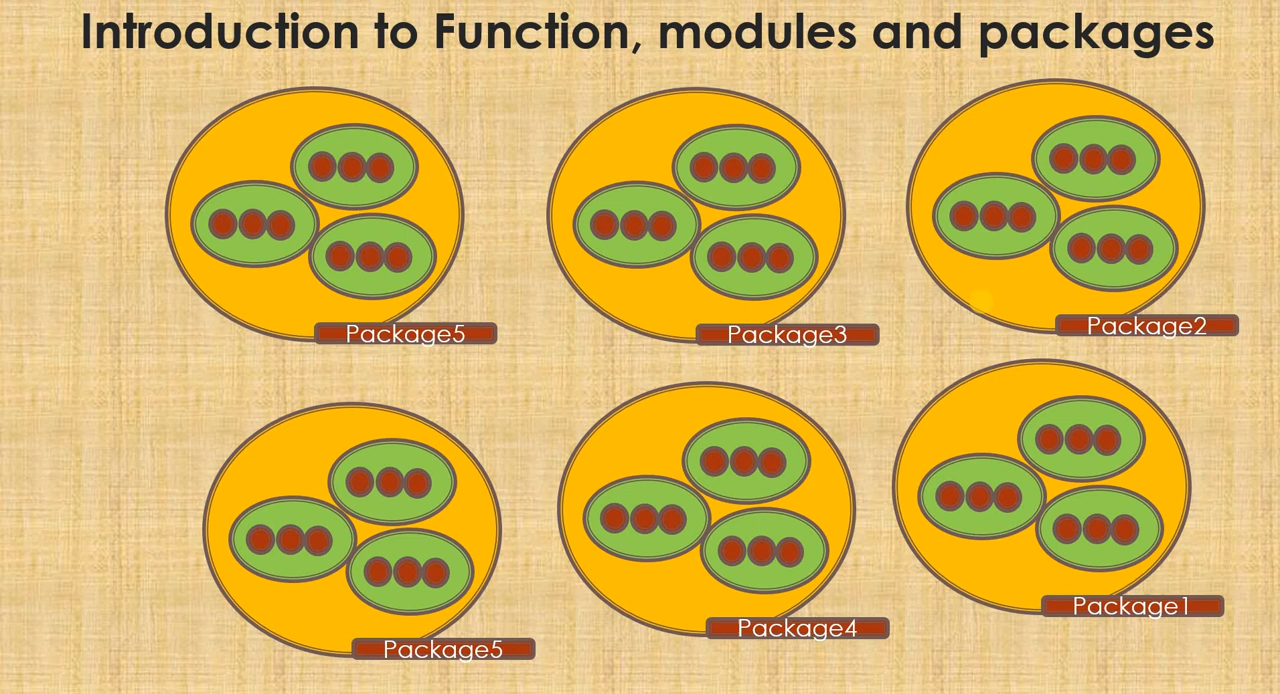 Introduction to Function, modules and packages
Package5
Package3
Package2
Package5
Package4
Package1